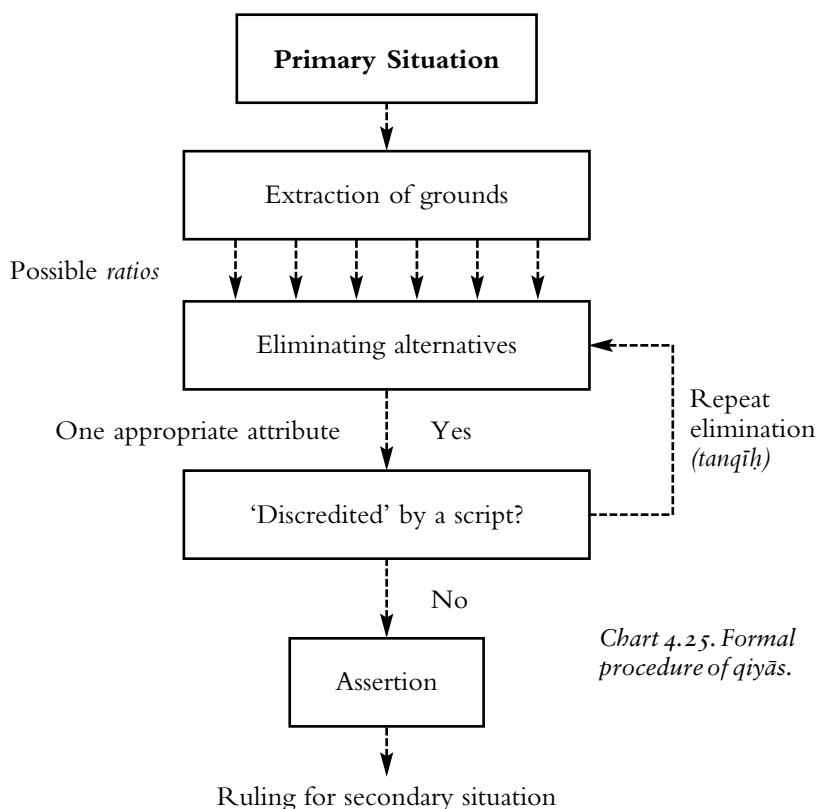 Primary Situation
Extraction of grounds
Possible ratios
Eliminating alternatives
One appropriate attribute
Yes
Repeat
elimination
(tanqīḥ)
‘Discredited’ by a script?
No
Chart 4.25. Formal
procedure of qiyās.
Assertion
Ruling for secondary situation